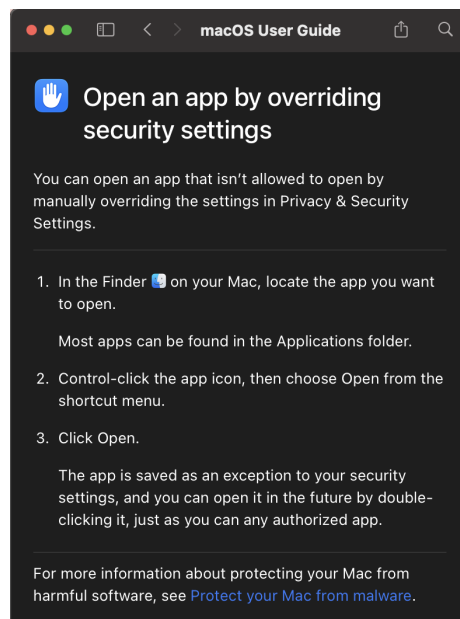 macOS User Guide
Open an app by overriding
security settings
You can open an app that isn’t allowed to open by
manually overriding the settings in Privacy & Security
Settings.
1. In the Finder on your Mac, locate the app you want
to open.
Most apps can be found in the Applications folder.
2. Control-click the app icon, then choose Open from the
shortcut menu.
3. Click Open.
The app is saved as an exception to your security
settings, and you can open it in the future by double-
clicking it, just as you can any authorized app.
For more information about protecting your Mac from
harmful software, see Protect your Mac from malware.